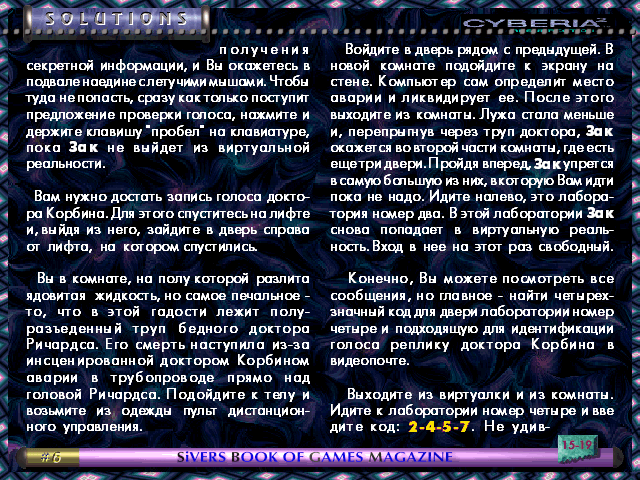 SOLUTIONS
CYBERIA 2
получения
секретной информации, и Вы окажетесь в
подвале наедине с летучими мышами. Чтобы
туда не попасть, сразу как только поступит
предложение проверки голоса, нажмите и
держите клавишу "пробел" на клавиатуре,
пока Зак не выйдет из виртуальной
реальности.
Вам нужно достать запись голоса докто-
ра Корбина. Для этого спуститесь на лифте
и, выйдя из него, зайдите в дверь справа
от лифта, на котором спустились.
Вы в комнате, на полу которой разлита
ядовитая жидкость, но самое печальное -
то, что в этой гадости лежит полу-
разъеденный труп бедного доктора
Ричардса. Его смерть наступила из-за
инсценированной доктором Корбином
аварии в трубопроводе прямо над
головой Ричардса. Подойдите к телу и
возьмите из одежды пульт дистанцион-
ного управления.
Войдите в дверь рядом с предыдущей. В
новой комнате подойдите к экрану на
стене. Компьютер сам определит место
аварии и ликвидирует ее. После этого
выходите из комнаты. Лужа стала меньше
и, перепрыгнув через труп доктора, Зак
окажется во второй части комнаты, где есть
еще три двери. Пройдя вперед, Зак упрется
в самую большую из них, в которую Вам идти
пока не надо. Идите налево, это лабора-
тория номер два. В этой лаборатории Зак
снова попадает в виртуальную реаль-
ность. Вход в нее на этот раз свободный.
Конечно, Вы можете посмотреть все
сообщения, но главное - найти четырех-
значный код для двери лаборатории номер
четыре и подходящую для идентификации
голоса реплику доктора Корбина в
видеопочте.
Выходите из виртуалки и из комнаты.
Идите к лаборатории номер четыре и вве
дите код: 2-4-5-7. Не удив-
#6
SIVERS BOOK OF GAMES MAGAZINE
15-19